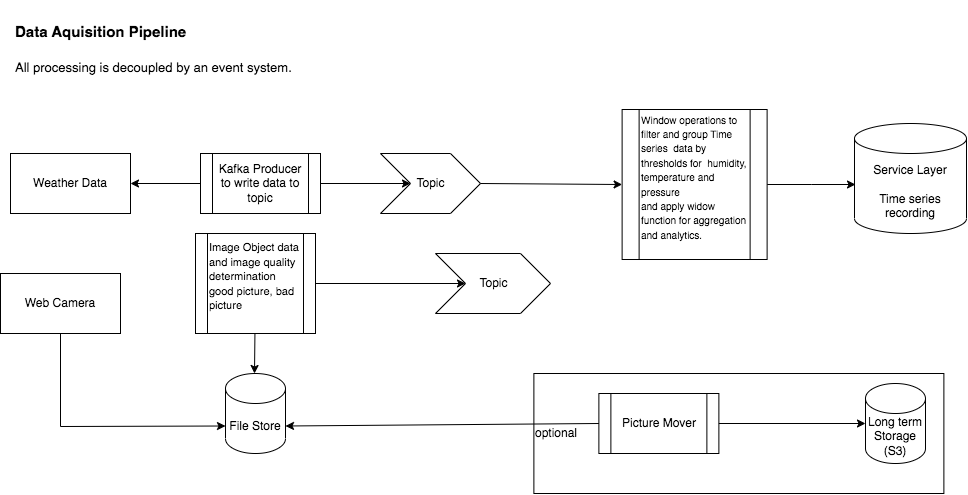 Data Aquisition Pipeline
All processing is decoupled by an event system.
Weather Data
Kafka Producer
to write data to
topic
Topic
Window operations to
filter and group Time
series data by
thresholds for humidity,
temperature and
pressure
and apply widow
function for aggregation
and analytics.
Service Layer
Time series
recording
Web Camera
Image Object data
and image quality
determination
good picture, bad
picture
Topic
File Store
optional
Picture Mover
Long term
Storage
(S3)